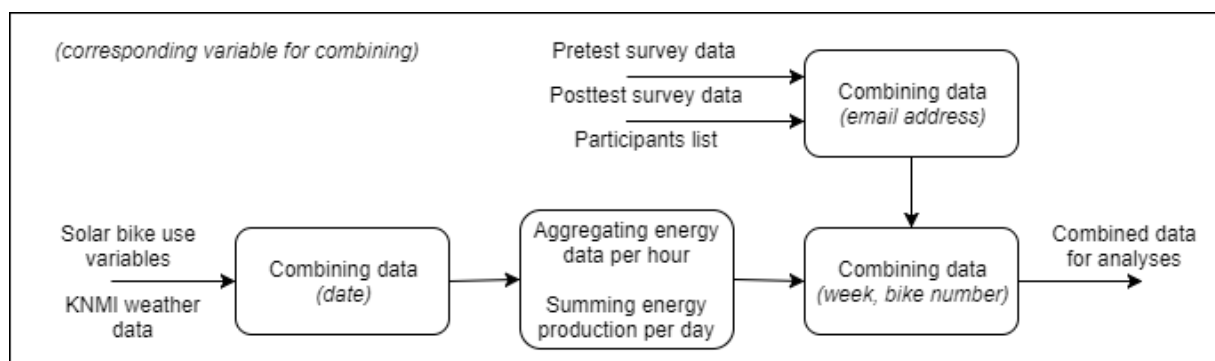 (corresponding variable for combining)
Pretest survey data
Posttest survey data
Participants list
Combining data
(email address)
Solar bike use
variables
KNMI weather
data
Combining data
(date)
Aggregating energy
data per hour
Summing energy
production per day
Combining data
(week, bike number)
Combined data
for analyses